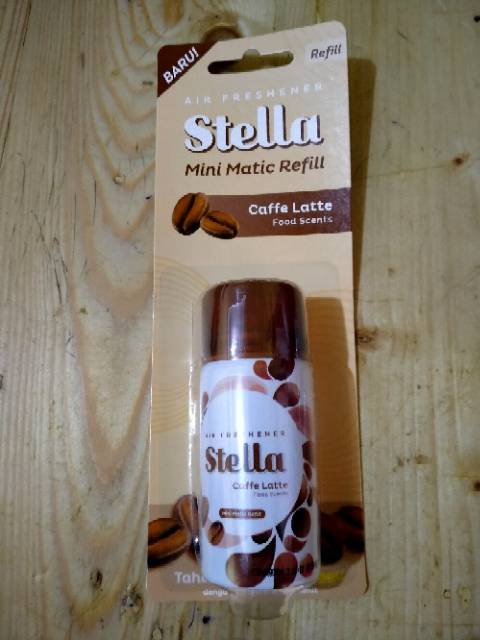 BARU!
Refill
AIR FRESHENER
Stella
Mini Matic Refill
Caffe Latte
Food Scents
AIR FRESHENER
Stella
Caffe Latte
Food Scents